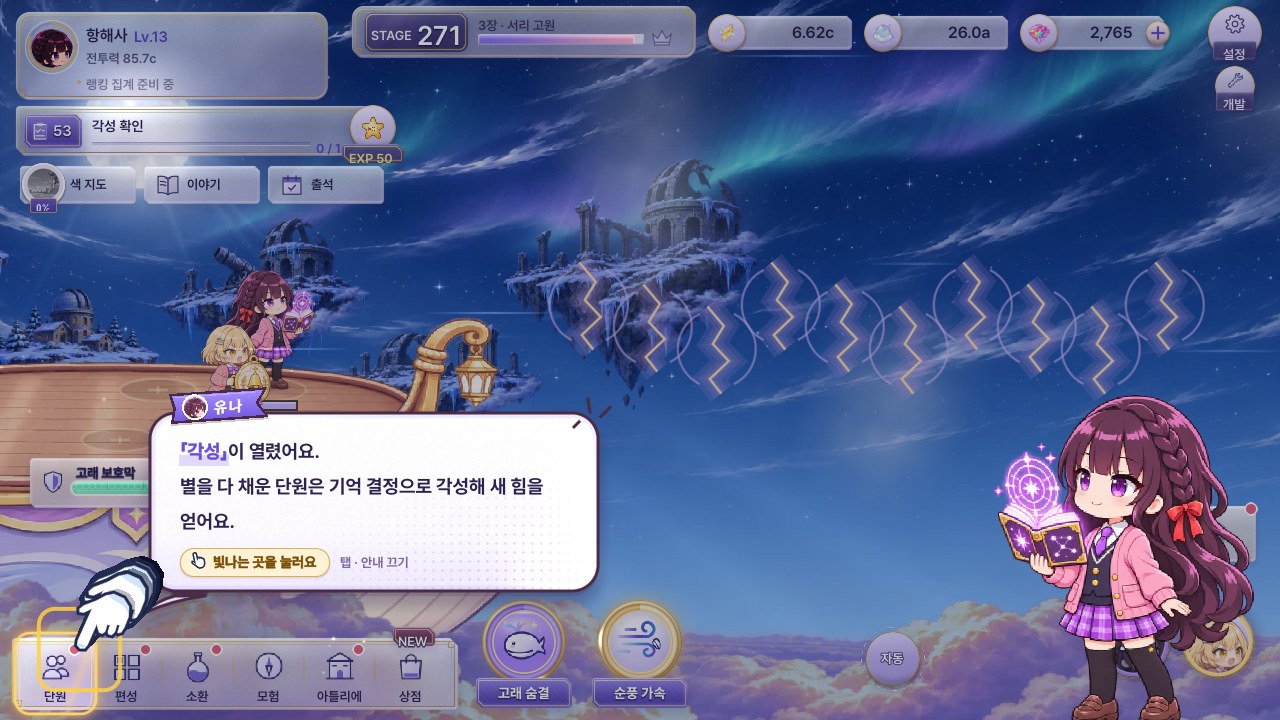 항해사 Lv.13
전투력 85.7c
* 랭킹 집계 준비 중
STAGE 271
3장 · 서리 고원
6.62c
26.0a
2,765
설정
개발
53
각성 확인
0 / 1
EXP 50
색 지도
0%
이야기
출석
유나
「각성」이 열렸어요.
별을 다 채운 단원은 기억 결정으로 각성해 새 힘을
얻어요.
빛나는 곳을 눌러요
탭 · 안내 끄기
고래 보호막
단원
편성
소환
모험
아틀리에
NEW
상점
고래 숨결
순풍 가속
자동